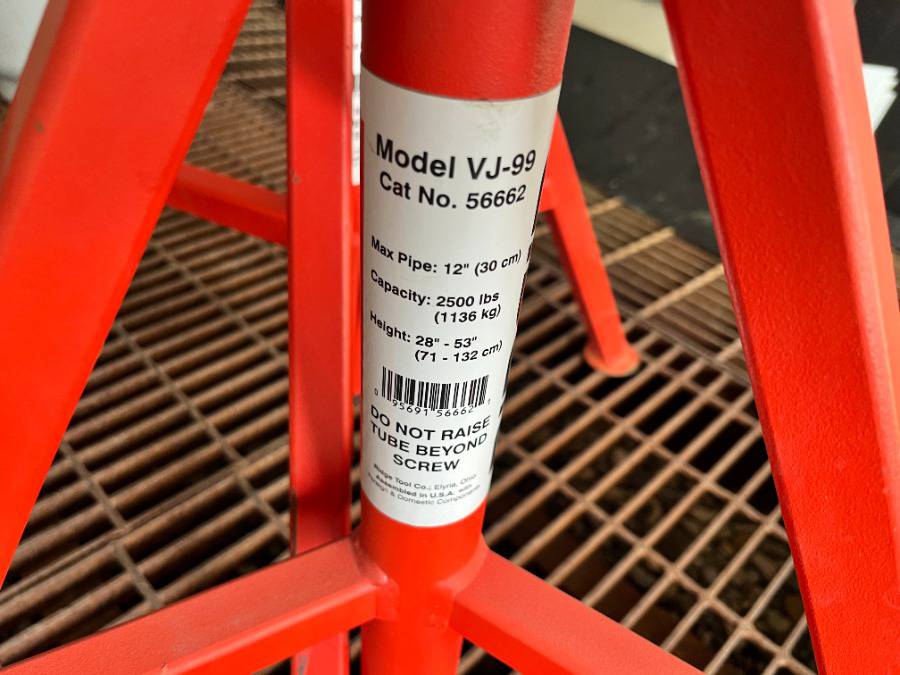 Model VJ-99
Cat No. 56662
Max Pipe: 12" (30 cm)
Capacity: 2500 lbs
(1136 kg)
Height: 28" - 53"
(71 - 132 cm)
0 95691 56662
DO NOT RAISE
TUBE BEYOND
SCREW
Ridge Tool Co.; Elyria, Ohio
Assembled in U.S.A. with
Foreign & Domestic Components